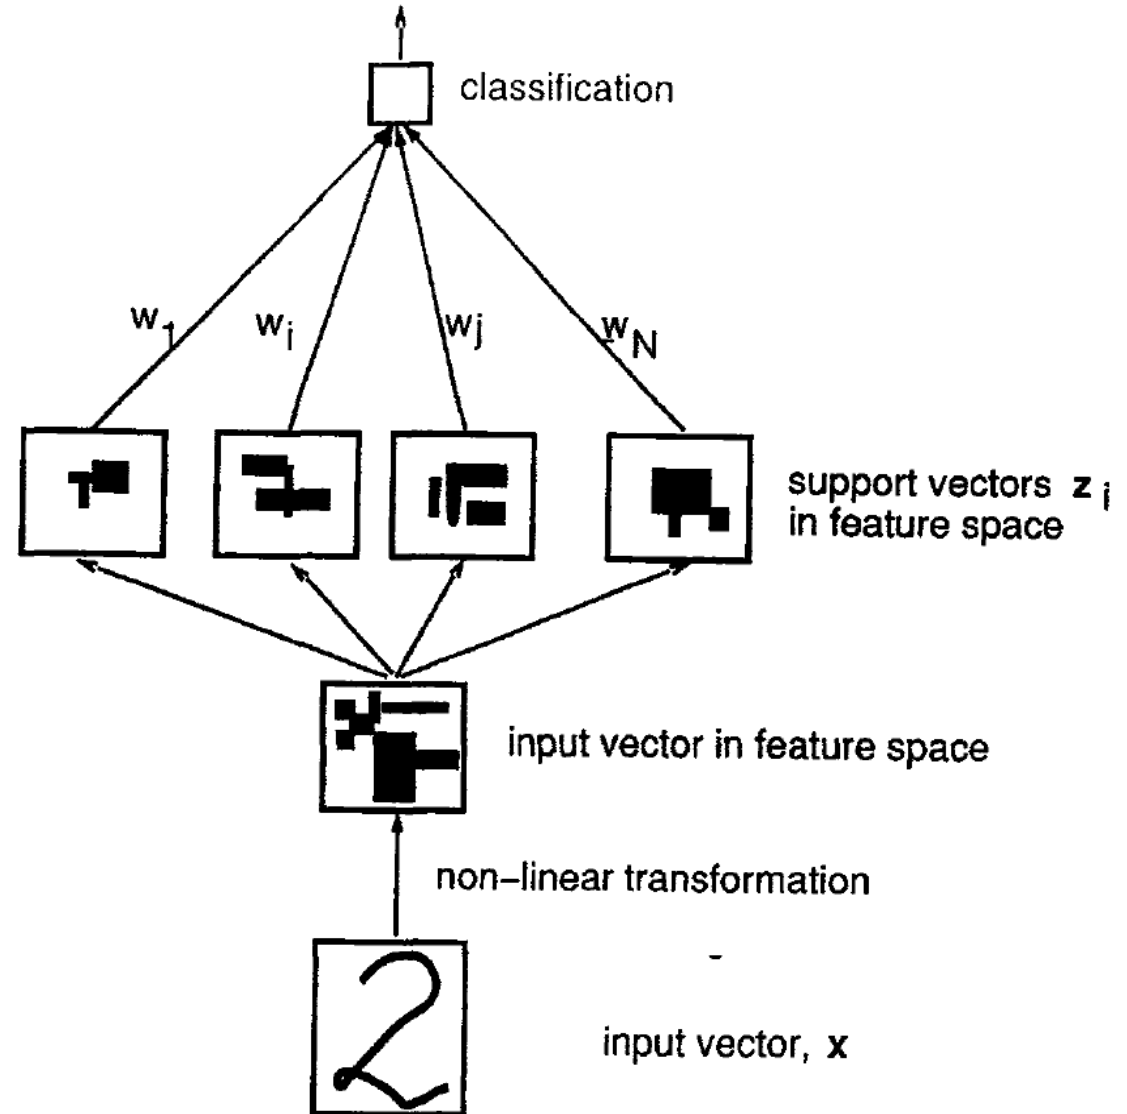 classification
w1 wi wj wN
support vectors zi
in feature space
input vector in feature space
non–linear transformation
2
input vector, x